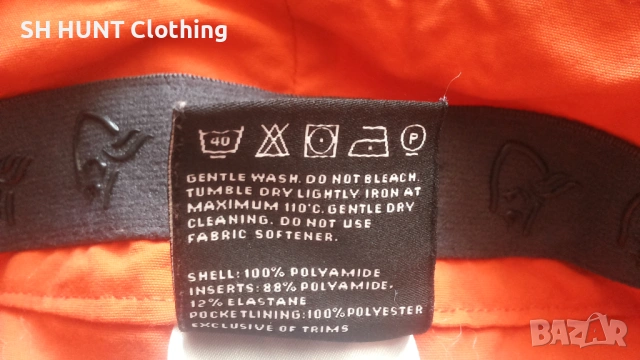 SH HUNT Clothing
40
P
GENTLE WASH. DO NOT BLEACH.
TUMBLE DRY LIGHTLY IRON AT
MAXIMUM 110°C. GENTLE DRY
CLEANING. DO NOT USE
FABRIC SOFTENER.
SHELL: 100% POLYAMIDE
INSERTS: 88% POLYAMIDE,
12% ELASTANE
POCKETLINING: 100% POLYESTER
EXCLUSIVE OF TRIMS
BAZAR